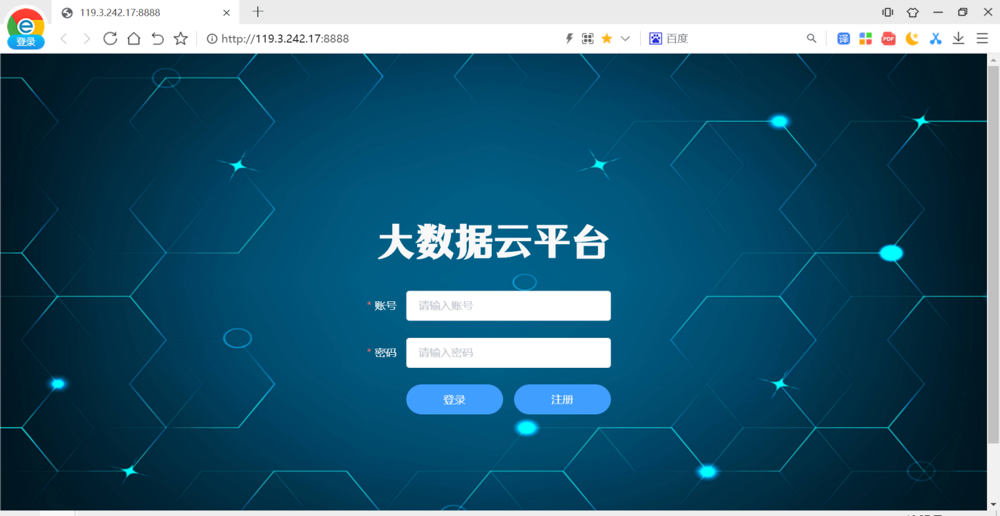 119.3.242.17:8888
登录
http://119.3.242.17:8888
百度
译
PDF
大数据云平台
* 账号
请输入账号
* 密码
请输入密码
登录
注册